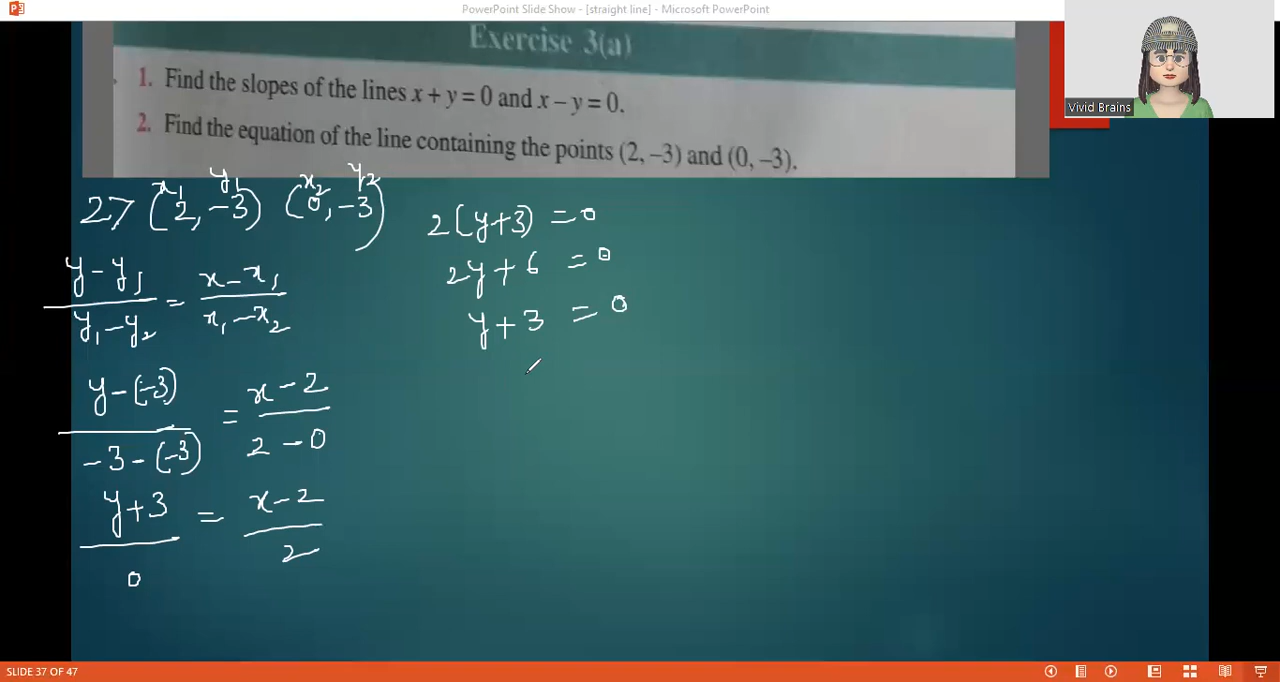 PowerPoint Slide Show - [straight line] - Microsoft PowerPoint
Exercise 3(a)
1. Find the slopes of the lines x + y = 0 and x – y = 0.
2. Find the equation of the line containing the points (2, –3) and (0, –3).
Vivid Brains
x₁ y₁ x₂ y₂
27 (2, -3) (0, -3)
y - y₁ / y₁ - y₂ = x - x₁ / x₁ - x₂
y - (-3) / -3 - (-3) = x - 2 / 2 - 0
y + 3 / 0 = x - 2 / 2
2(y+3) = 0
2y + 6 = 0
y + 3 = 0
SLIDE 37 OF 47